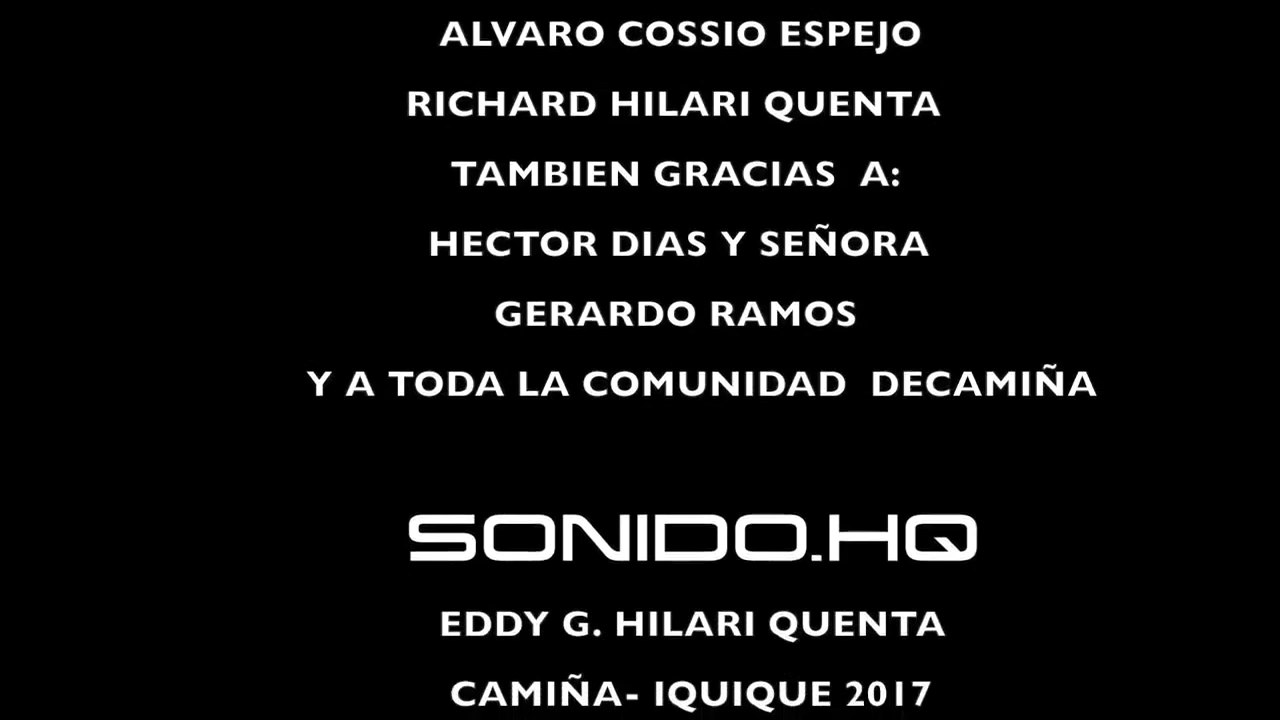 ALVARO COSSIO ESPEJO
RICHARD HILARI QUENTA
TAMBIEN GRACIAS  A:
HECTOR DIAS Y SEÑORA
GERARDO RAMOS
Y A TODA LA COMUNIDAD  DECAMIÑA
SONIDO.HQ
EDDY G. HILARI QUENTA
CAMIÑA- IQUIQUE 2017